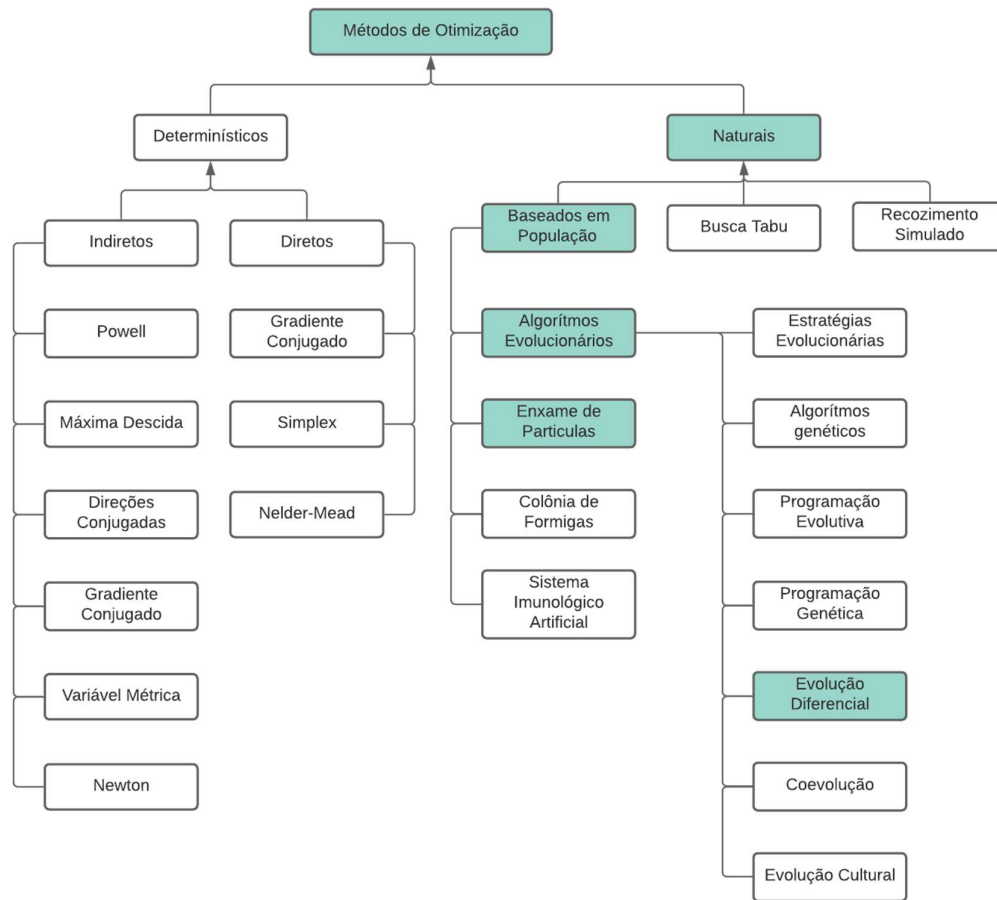 Métodos de Otimização
Determinísticos
Naturais
Indiretos
Diretos
Baseados em
População
Busca Tabu
Recozimento
Simulado
Powell
Gradiente
Conjugado
Algorítmos
Evolucionários
Estratégias
Evolucionárias
Máxima Descida
Simplex
Enxame de
Particulas
Algorítmos
genéticos
Direções
Conjugadas
Nelder-Mead
Colônia de
Formigas
Programação
Evolutiva
Gradiente
Conjugado
Sistema
Imunológico
Artificial
Programação
Genética
Variável Métrica
Evolução
Diferencial
Newton
Coevolução
Evolução Cultural